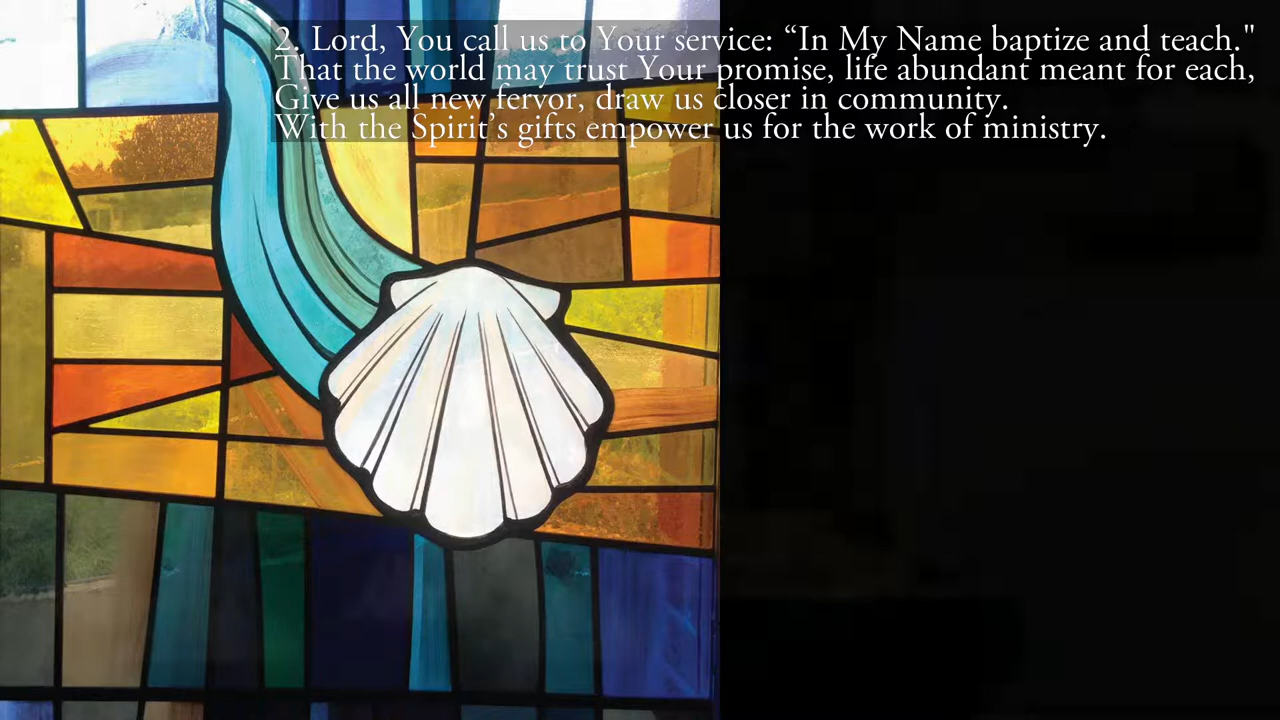 2. Lord, You call us to Your service: “In My Name baptize and teach."
That the world may trust Your promise, life abundant meant for each,
Give us all new fervor, draw us closer in community.
With the Spirit’s gifts empower us for the work of ministry.